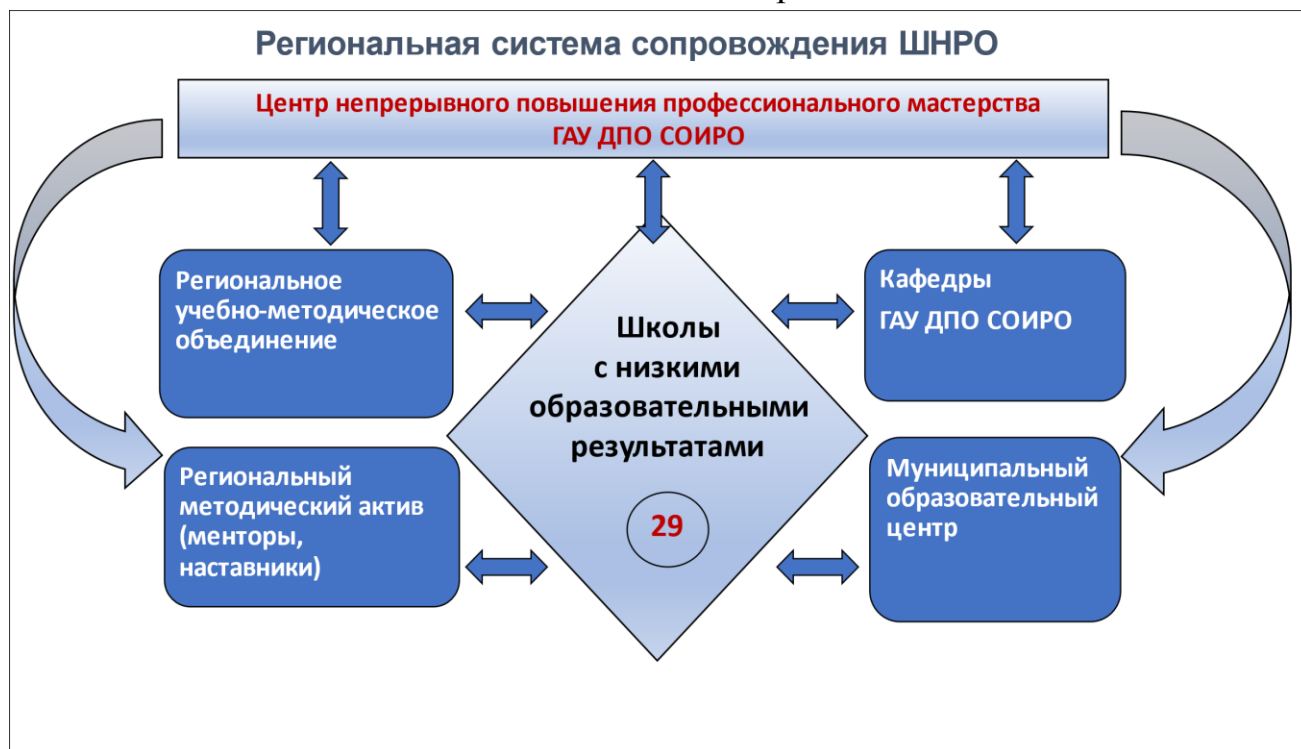 Региональная система сопровождения ШНРО
Центр непрерывного повышения профессионального мастерства
ГАУ ДПО СОИРО
Региональное
учебно-методическое
объединение
Кафедры
ГАУ ДПО СОИРО
Школы
с низкими
образовательными
результатами
29
Региональный
методический актив
(менторы,
наставники)
Муниципальный
образовательный
центр